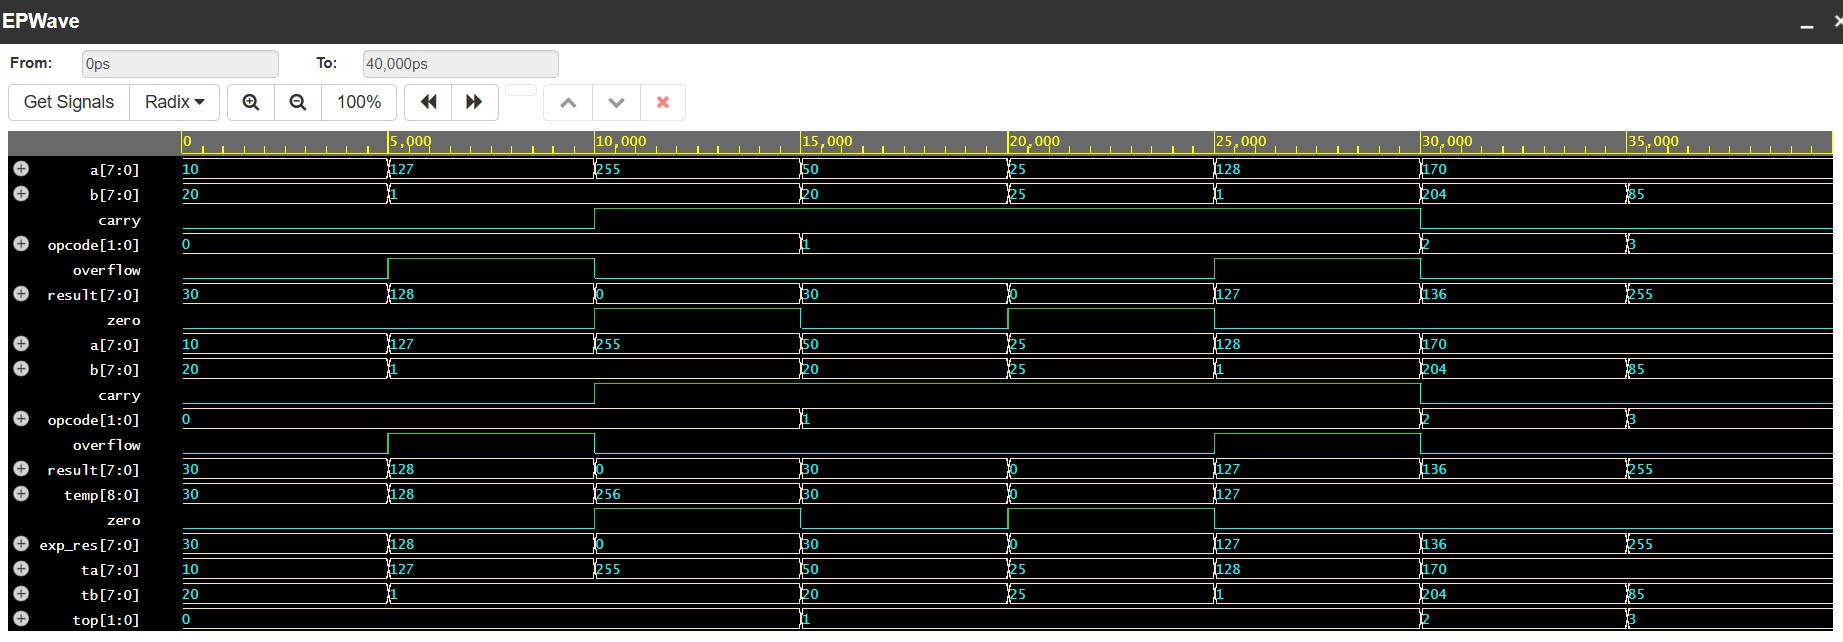 EPWave
From: 0ps To: 40,000ps
Get Signals Radix 100%
0 5,000 10,000 15,000 20,000 25,000 30,000 35,000
a[7:0] 10 127 255 50 25 128 170
b[7:0] 20 1 20 25 1 204 85
carry
opcode[1:0] 0 1 2 3
overflow
result[7:0] 30 128 0 30 0 127 136 255
zero
a[7:0] 10 127 255 50 25 128 170
b[7:0] 20 1 20 25 1 204 85
carry
opcode[1:0] 0 1 2 3
overflow
result[7:0] 30 128 0 30 0 127 136 255
temp[8:0] 30 128 256 30 0 127
zero
exp_res[7:0] 30 128 0 30 0 127 136 255
ta[7:0] 10 127 255 50 25 128 170
tb[7:0] 20 1 20 25 1 204 85
top[1:0] 0 1 2 3